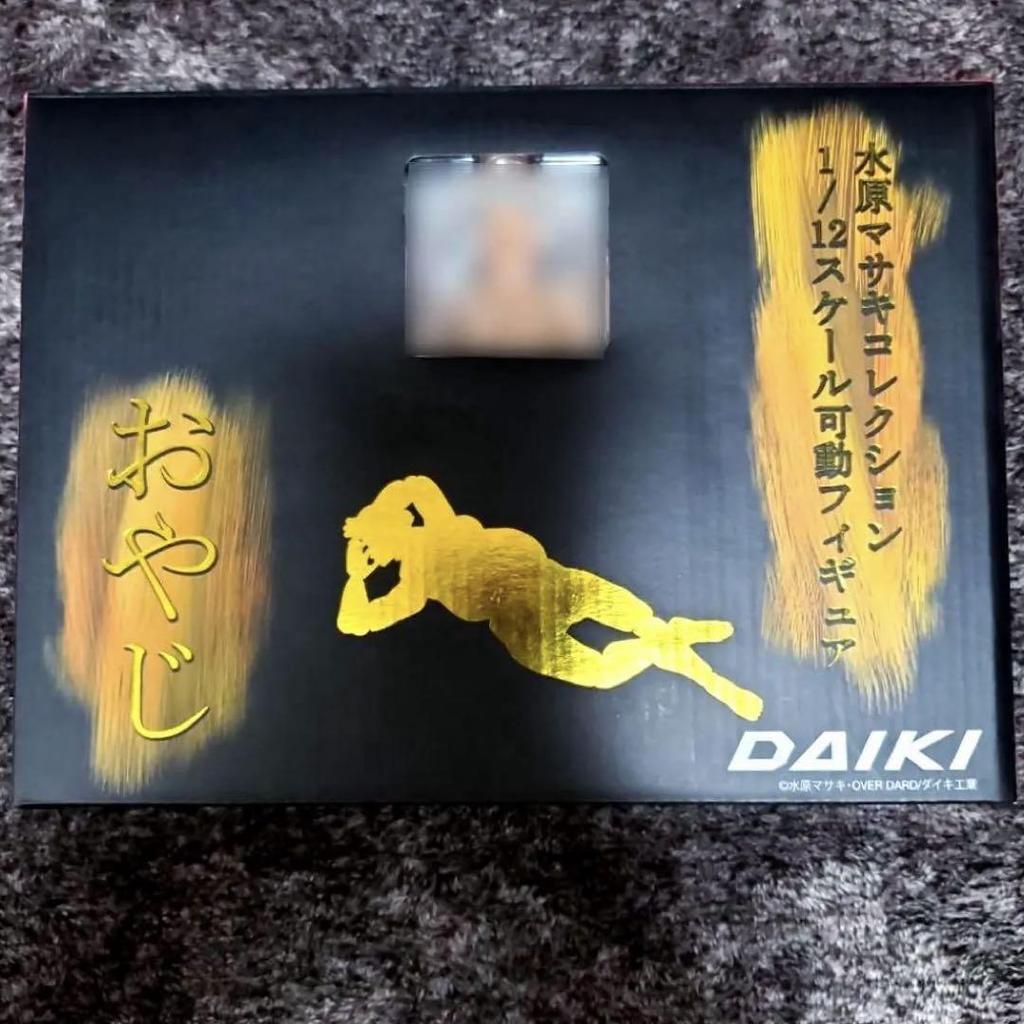 水原マサキコレクション
1/12スケール可動フィギュア
おやじ
DAIKI
©水原マサキ・OVER DARD/ダイキ工業